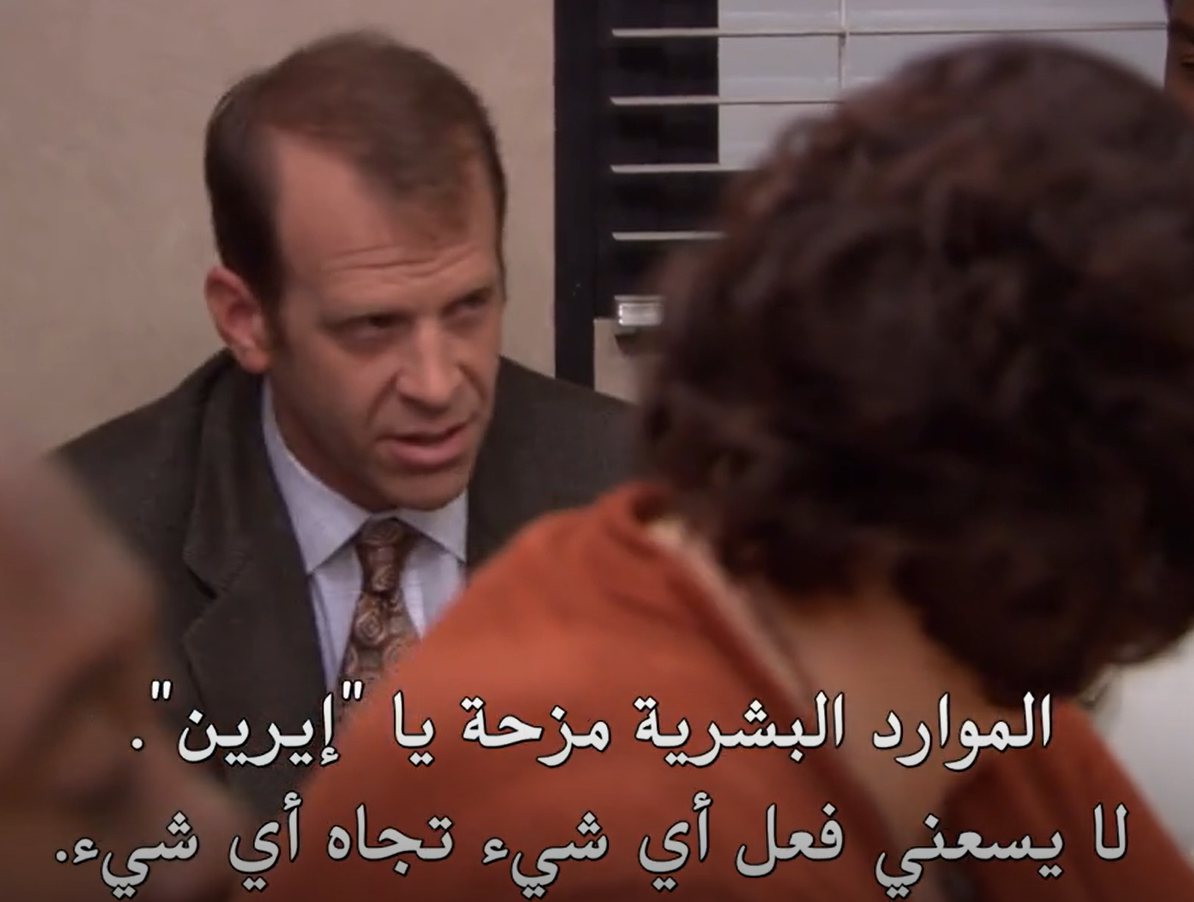 الموارد البشرية مزحة يا "إيرين".
لا يسعني فعل أي شيء تجاه أي شيء.